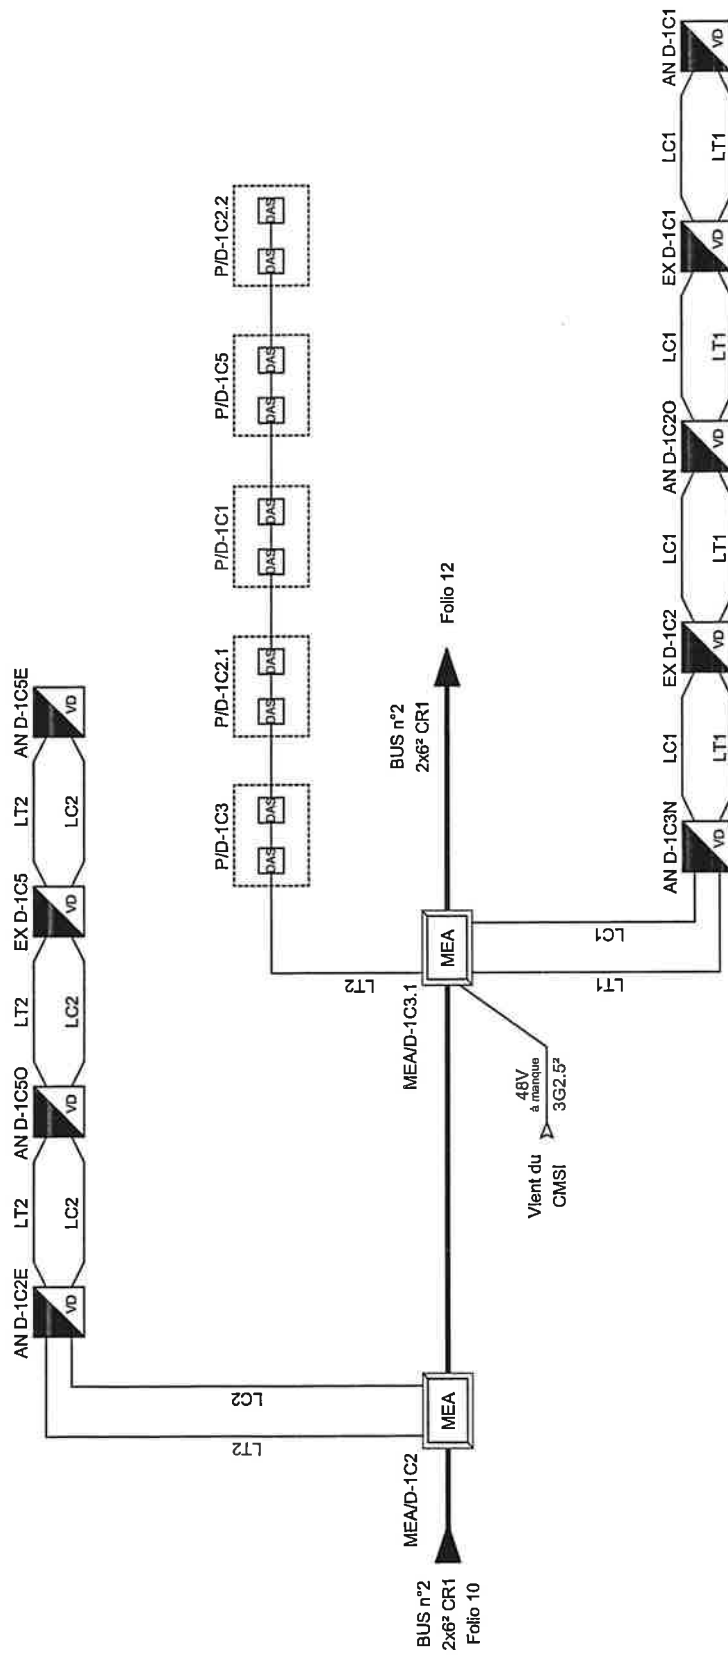 AN D-1C2E
VD
LT2
LC2
AN D-1C5O
VD
LT2
LC2
EX D-1C5
VD
LT2
LC2
AN D-1C5E
VD
LT2
LC2
P/D-1C3
DAS
DAS
P/D-1C2.1
DAS
DAS
P/D-1C1
DAS
DAS
P/D-1C5
DAS
DAS
P/D-1C2.2
DAS
DAS
LT2
BUS n°2
2x6² CR1
Folio 10
MEA/D-1C2
MEA
MEA/D-1C3.1
MEA
BUS n°2
2x6² CR1
Folio 12
Vient du
CMSI
48V
à manque
3G2.5²
LT1
LC1
AN D-1C3N
VD
LC1
LT1
EX D-1C2
VD
LC1
LT1
AN D-1C2O
VD
LC1
LT1
EX D-1C1
VD
LC1
LT1
AN D-1C1
VD